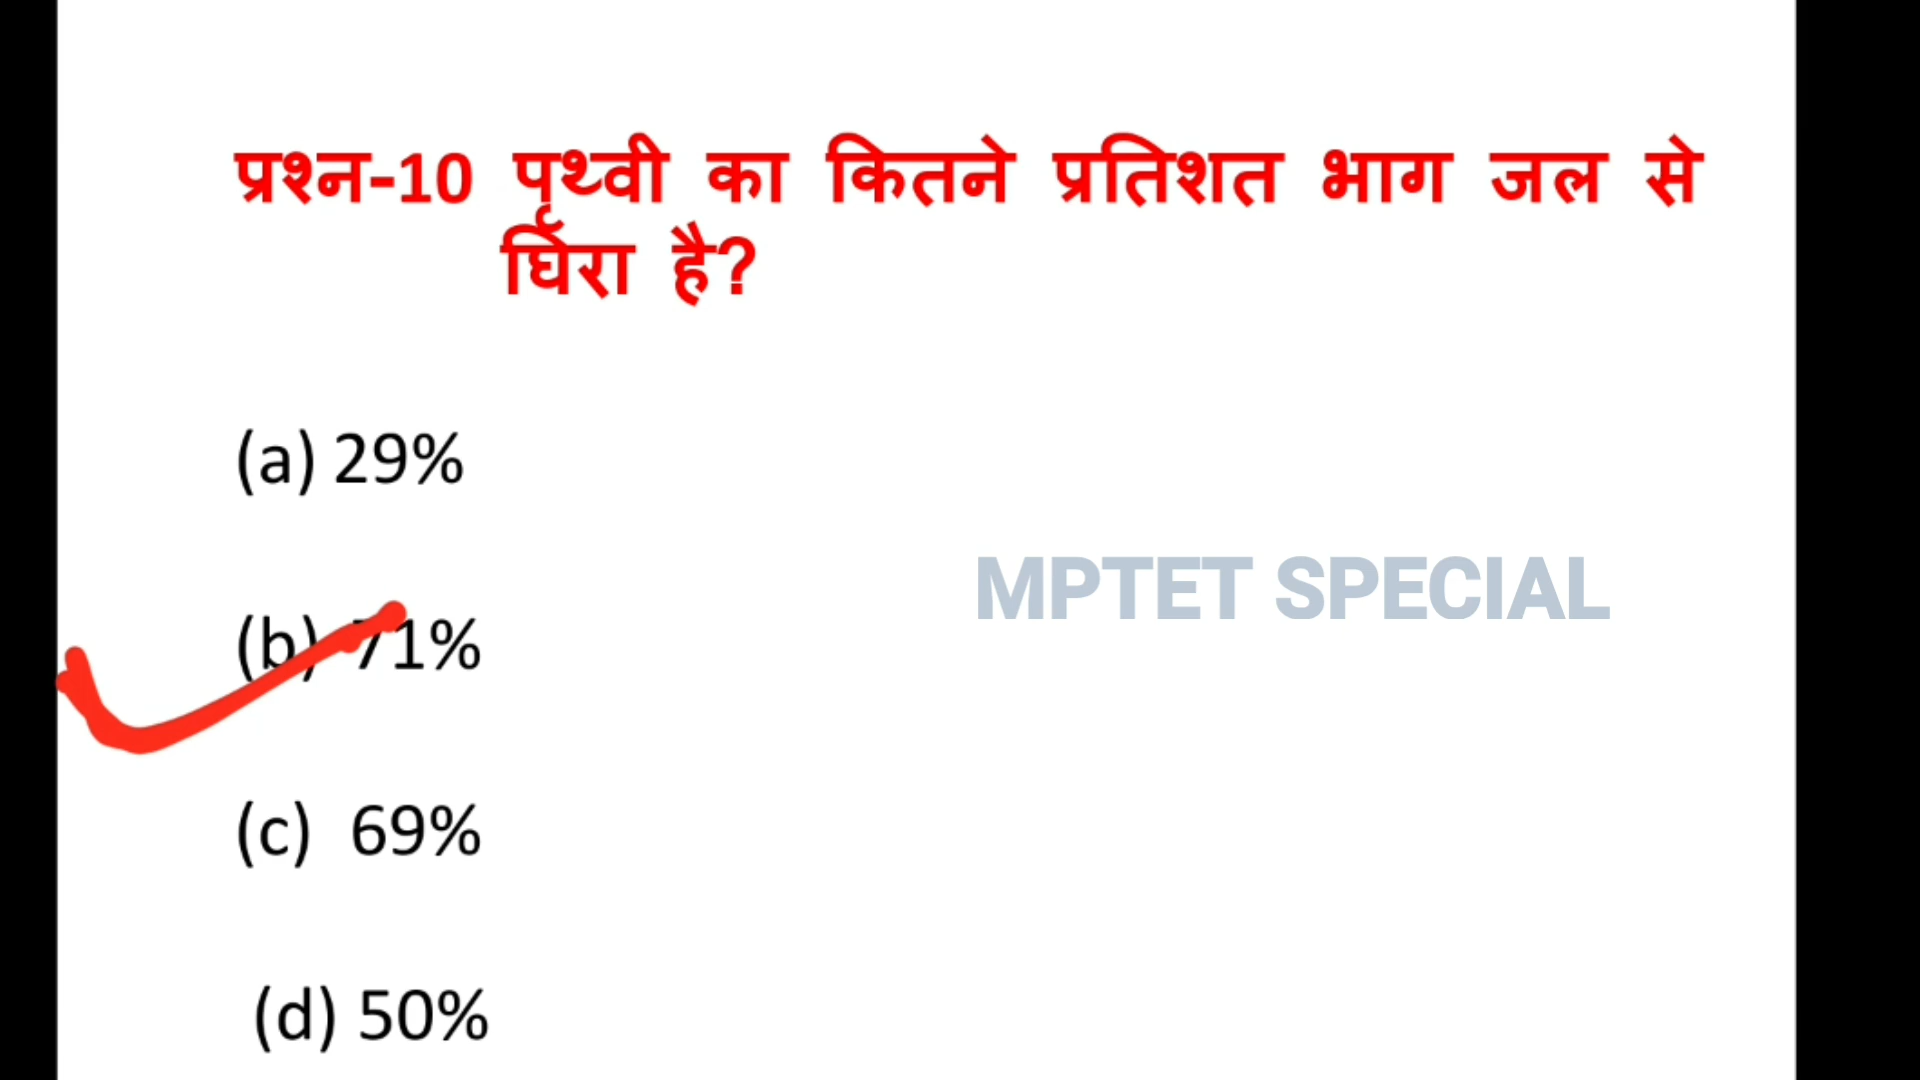 प्रश्न-10 पृथ्वी का कितने प्रतिशत भाग जल से
घिरा है?
(a) 29%
(b) 71%
MPTET SPECIAL
(c) 69%
(d) 50%